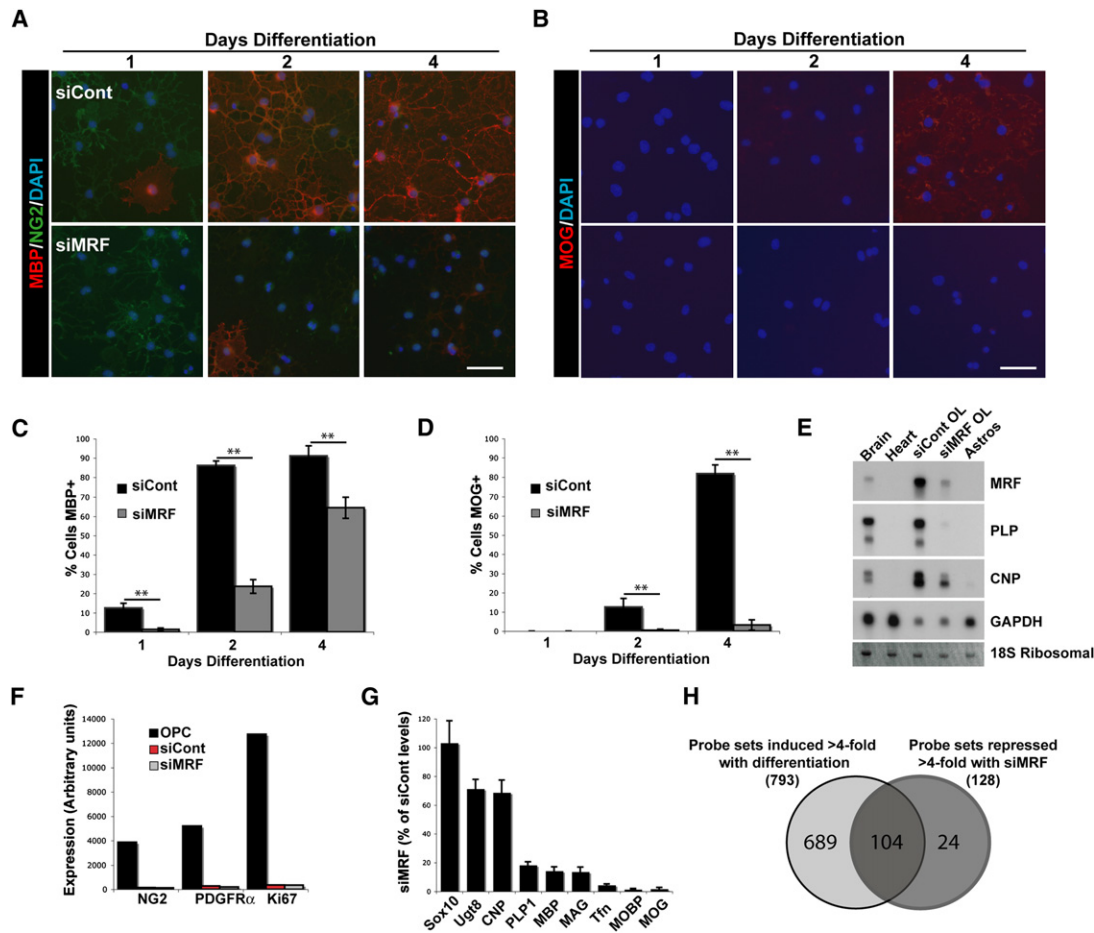 A
Days Differentiation
1 2 4
siCont
siMRF
MBP/NG2/DAPI
B
Days Differentiation
1 2 4
MOG/DAPI
C
% Cells MBP+
100
90
80
70
60
50
40
30
20
10
0
siCont
siMRF
** ** **
1 2 4
Days Differentiation
D
% Cells MOG+
100
90
80
70
60
50
40
30
20
10
0
siCont
siMRF
** **
1 2 4
Days Differentiation
E
Brain Heart siCont OL siMRF OL Astros
MRF
PLP
CNP
GAPDH
18S Ribosomal
F
Expression (Arbitrary units)
14000
12000
10000
8000
6000
4000
2000
0
OPC
siCont
siMRF
NG2 PDGFRα Ki67
G
siMRF (% of siCont levels)
120
100
80
60
40
20
0
Sox10 Ugt8 CNP PLP1 MBP MAG Tfn MOBP MOG
H
Probe sets induced >4-fold
with differentiation
(793)
Probe sets repressed
>4-fold with siMRF
(128)
689 104 24